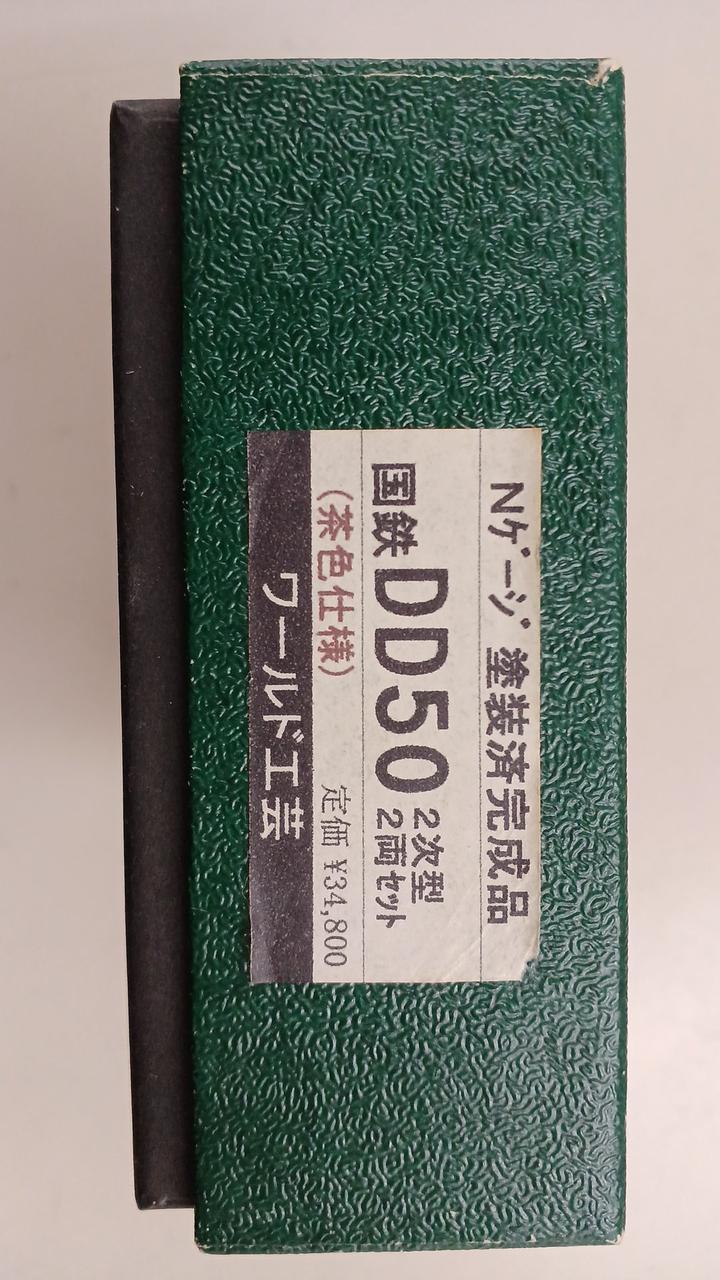 Nｹﾞｰｼﾞ 塗装済完成品
国鉄 DD50 2次型
2両ｾｯﾄ
(茶色仕様) 定価 ¥34,800
ワールド工芸